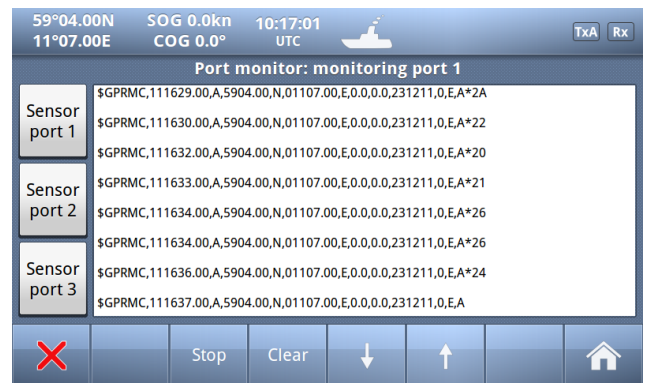 59°04.00N SOG 0.0kn 10:17:01
11°07.00E COG 0.0° UTC TxA Rx
Port monitor: monitoring port 1
Sensor port 1
Sensor port 2
Sensor port 3
$GPRMC,111629.00,A,5904.00,N,01107.00,E,0.0,0.0,231211,0,E,A*2A
$GPRMC,111630.00,A,5904.00,N,01107.00,E,0.0,0.0,231211,0,E,A*22
$GPRMC,111632.00,A,5904.00,N,01107.00,E,0.0,0.0,231211,0,E,A*20
$GPRMC,111633.00,A,5904.00,N,01107.00,E,0.0,0.0,231211,0,E,A*21
$GPRMC,111634.00,A,5904.00,N,01107.00,E,0.0,0.0,231211,0,E,A*26
$GPRMC,111634.00,A,5904.00,N,01107.00,E,0.0,0.0,231211,0,E,A*26
$GPRMC,111636.00,A,5904.00,N,01107.00,E,0.0,0.0,231211,0,E,A*24
$GPRMC,111637.00,A,5904.00,N,01107.00,E,0.0,0.0,231211,0,E,A
Stop Clear